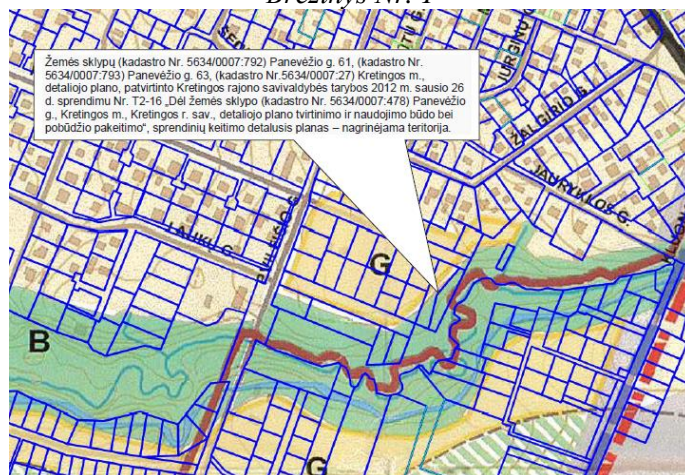 Brėžinys Nr. 1
Žemės sklypų (kadastro Nr. 5634/0007:792) Panevėžio g. 61, (kadastro Nr.
5634/0007:793) Panevėžio g. 63, (kadastro Nr.5634/0007:27) Kretingos m.,
detaliojo plano, patvirtinto Kretingos rajono savivaldybės tarybos 2012 m. sausio 26
d. sprendimu Nr. T2-16 „Dėl žemės sklypo (kadastro Nr. 5634/0007:478) Panevėžio
g., Kretingos m., Kretingos r. sav., detaliojo plano tvirtinimo ir naudojimo būdo bei
pobūdžio pakeitimo“, sprendinių keitimo detalusis planas – nagrinėjama teritorija.
JURGINŲ
ŽALGIRIO G.
JAURYKLOS G.
LAUKŲ G.
G
B
G